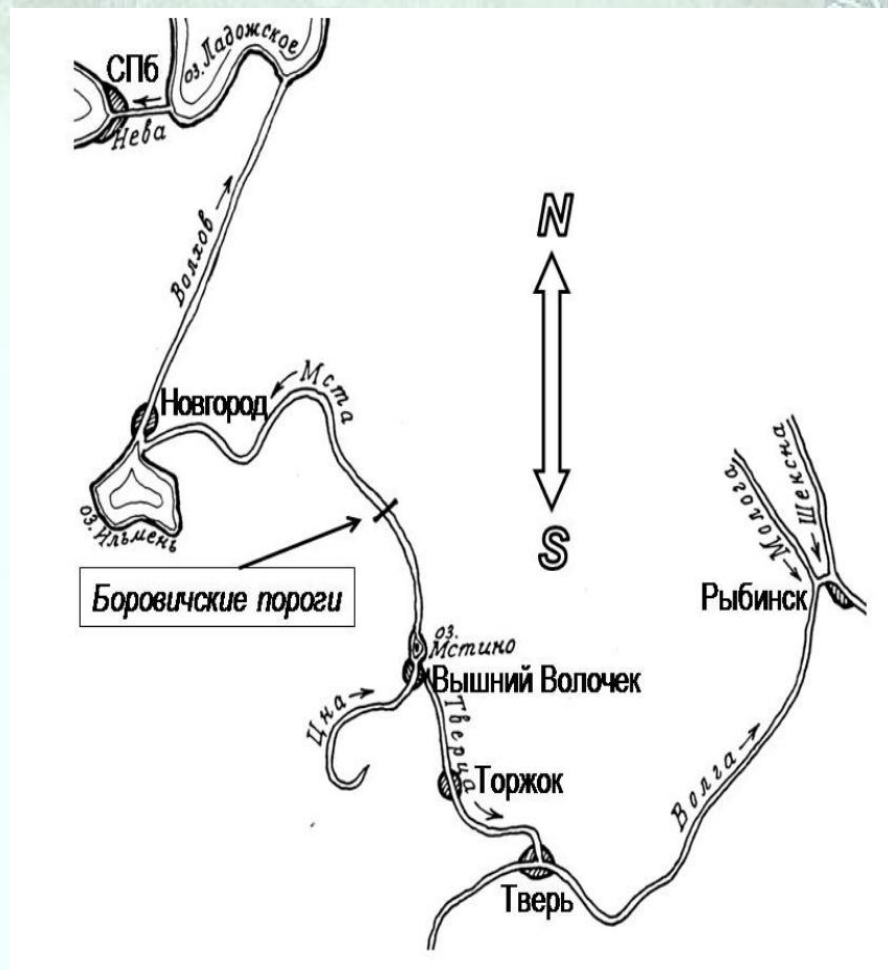 СПб
оз. Ладожское
Нева
Волхов
N
Новгород
Мста
оз. Ильмень
S
Молога
Шексна
Боровичские пороги
Рыбинск
оз.
Мстино
Вышний Волочек
Цна
Тверца
Торжок
Волга
Тверь